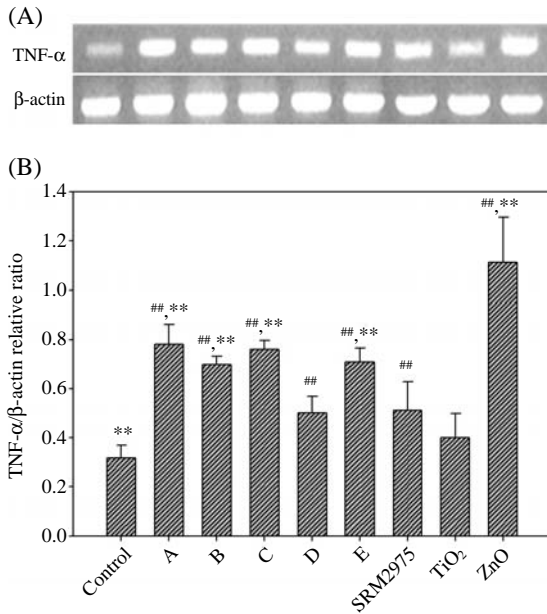 (A)
TNF-α
β-actin
(B)
TNF-α/β-actin relative ratio
1.4
1.2
1.0
0.8
0.6
0.4
0.2
0.0
**
##,**
##,**
##,**
##
##,**
##
##,**
Control
A
B
C
D
E
SRM2975
TiO₂
ZnO